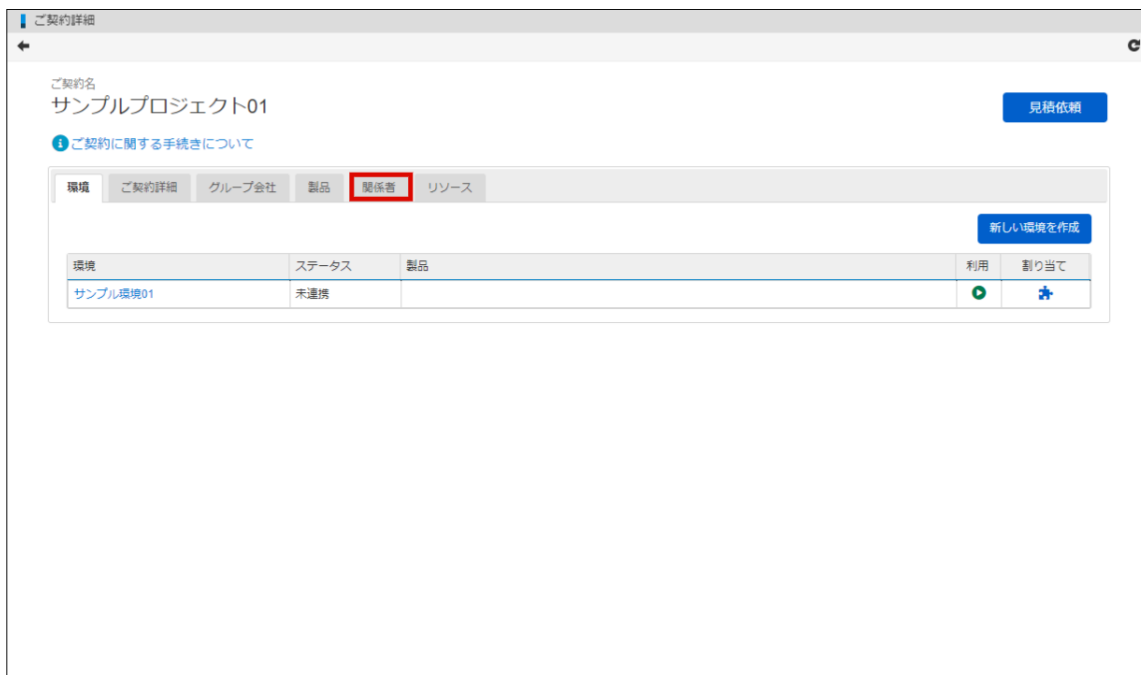 ご契約詳細
ご契約名
サンプルプロジェクト01
見積依頼
ご契約に関する手続きについて
環境 ご契約詳細 グループ会社 製品 関係者 リソース
新しい環境を作成
環境 ステータス 製品 利用 割り当て
サンプル環境01 未連携